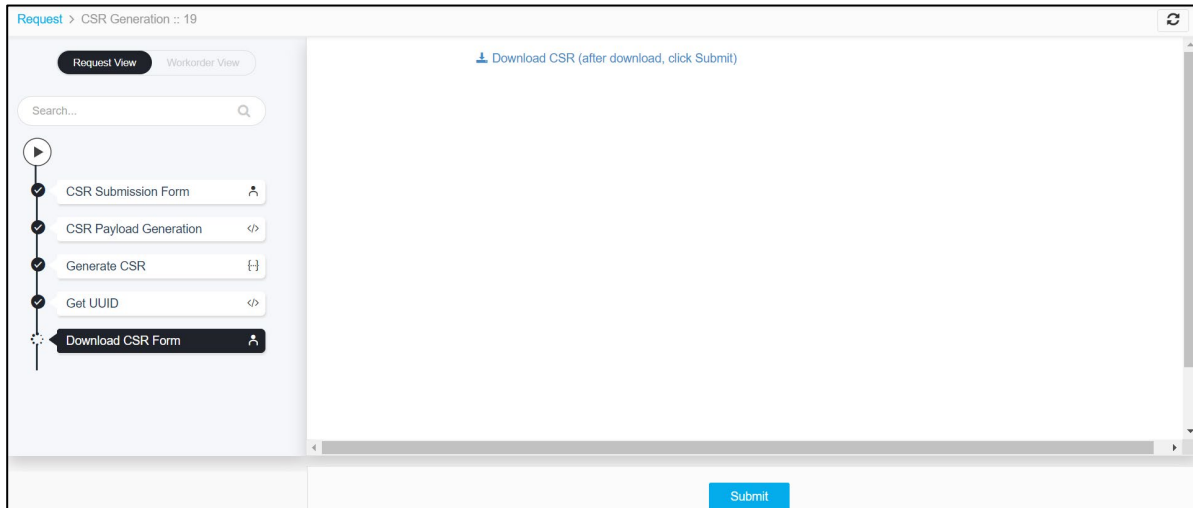 Request > CSR Generation :: 19
Request View
Workorder View
Search...
CSR Submission Form
CSR Payload Generation
</>
Generate CSR
{--}
Get UUID
</>
Download CSR Form
Download CSR (after download, click Submit)
Submit